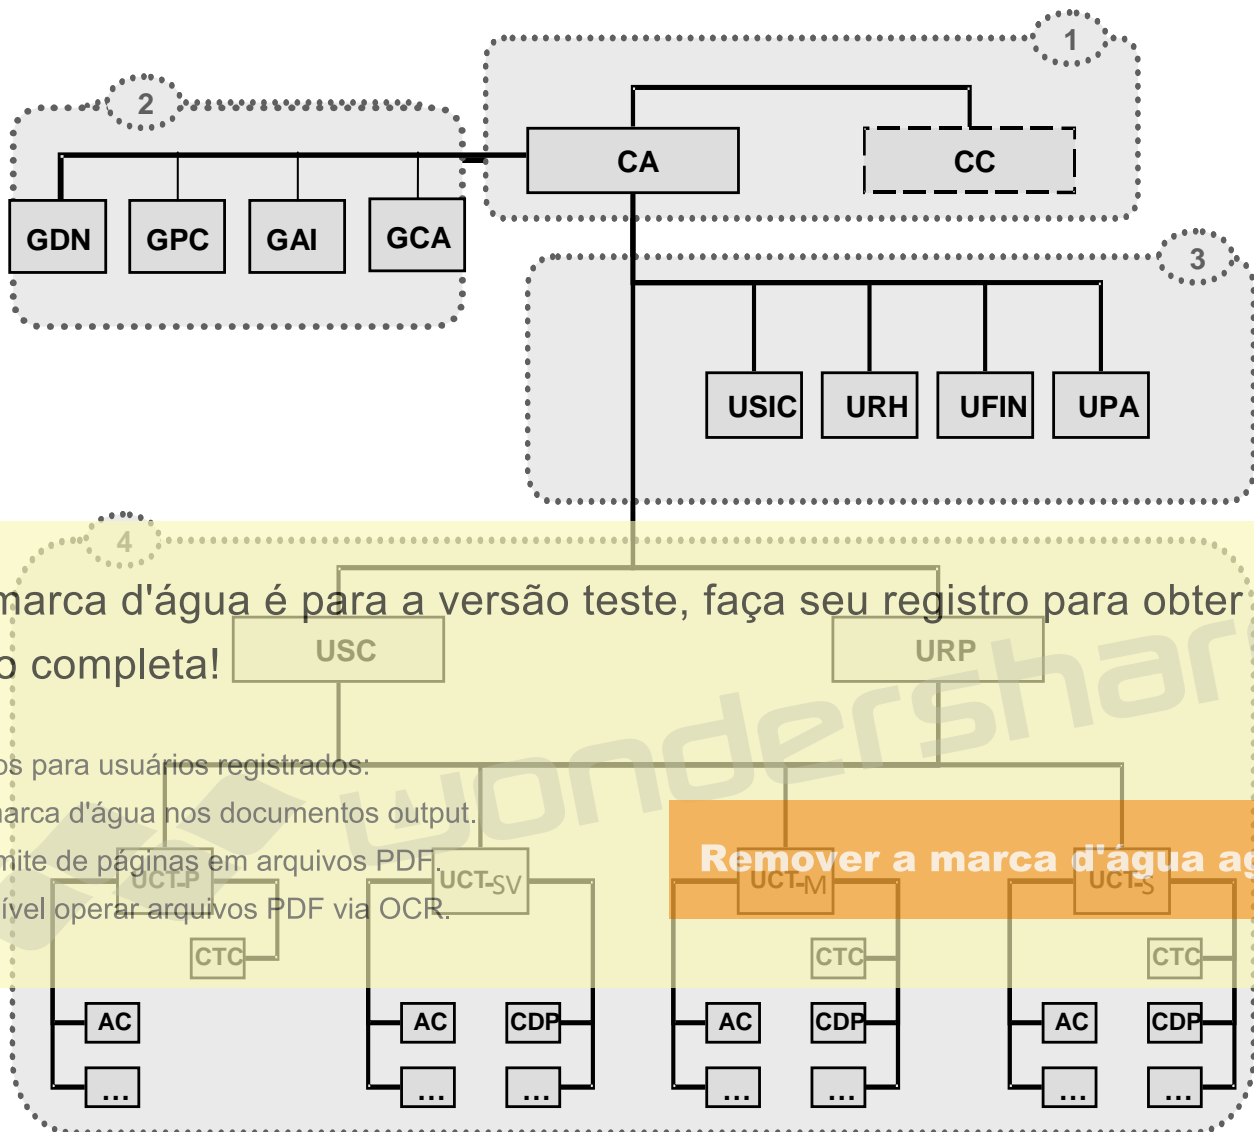 1
2
CA
CC
GDN
GPC
GAI
GCA
3
USIC
URH
UFIN
UPA
4
marca d'água é para a versão teste, faça seu registro para obter
completa!
USC
URP
wondershar
os para usuários registrados:
marca d'água nos documentos output.
mite de páginas em arquivos PDF.
Remover a marca d'água ag
UCT-P
UCT-SV
UCT-M
UCT-S
ível operar arquivos PDF via OCR.
CTC
CTC
CTC
AC
AC
CDP
AC
CDP
AC
CDP
...
...
...
...
...
...
...